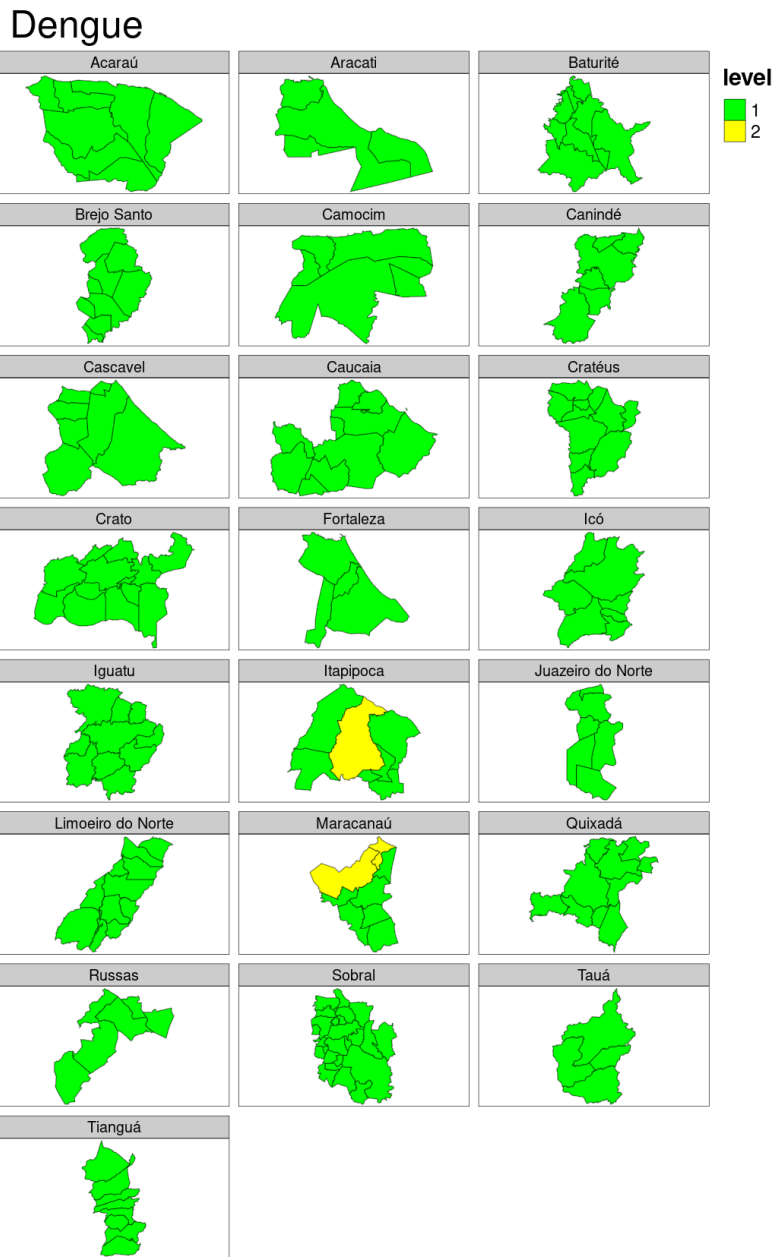 Dengue
Acaraú
Aracati
Baturité
level
1
2
Brejo Santo
Camocim
Canindé
Cascavel
Caucaia
Cratéus
Crato
Fortaleza
Icó
Iguatu
Itapipoca
Juazeiro do Norte
Limoeiro do Norte
Maracanaú
Quixadá
Russas
Sobral
Tauá
Tianguá